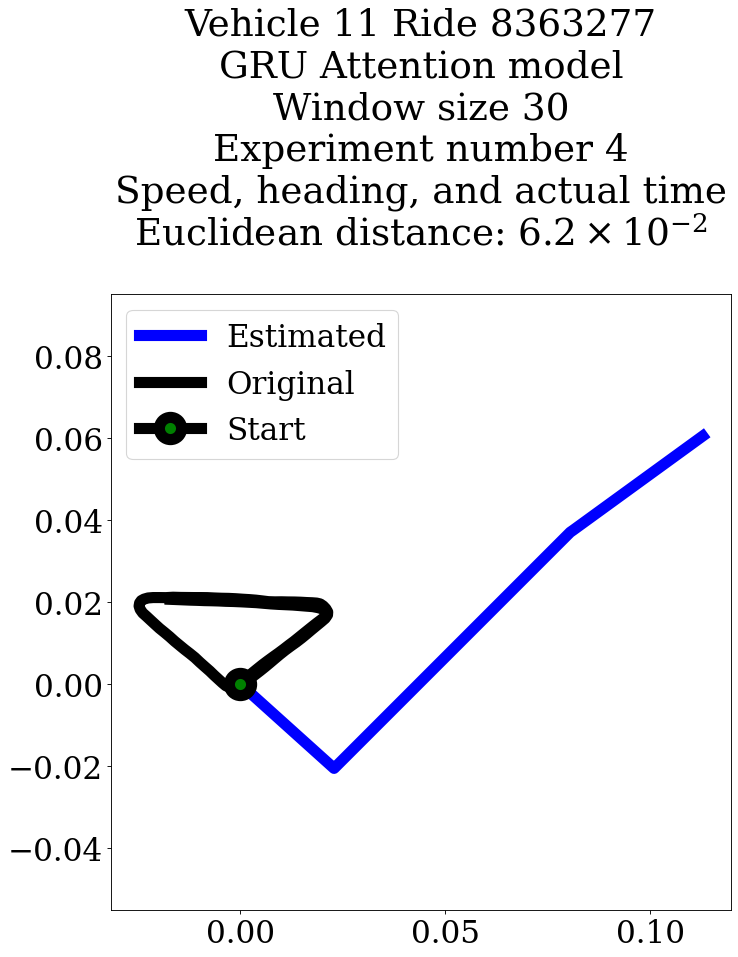 Vehicle 11 Ride 8363277
GRU Attention model
Window size 30
Experiment number 4
Speed, heading, and actual time
Euclidean distance: 6.2 × 10⁻²
Estimated
Original
Start
0.08
0.06
0.04
0.02
0.00
−0.02
−0.04
0.00 0.05 0.10